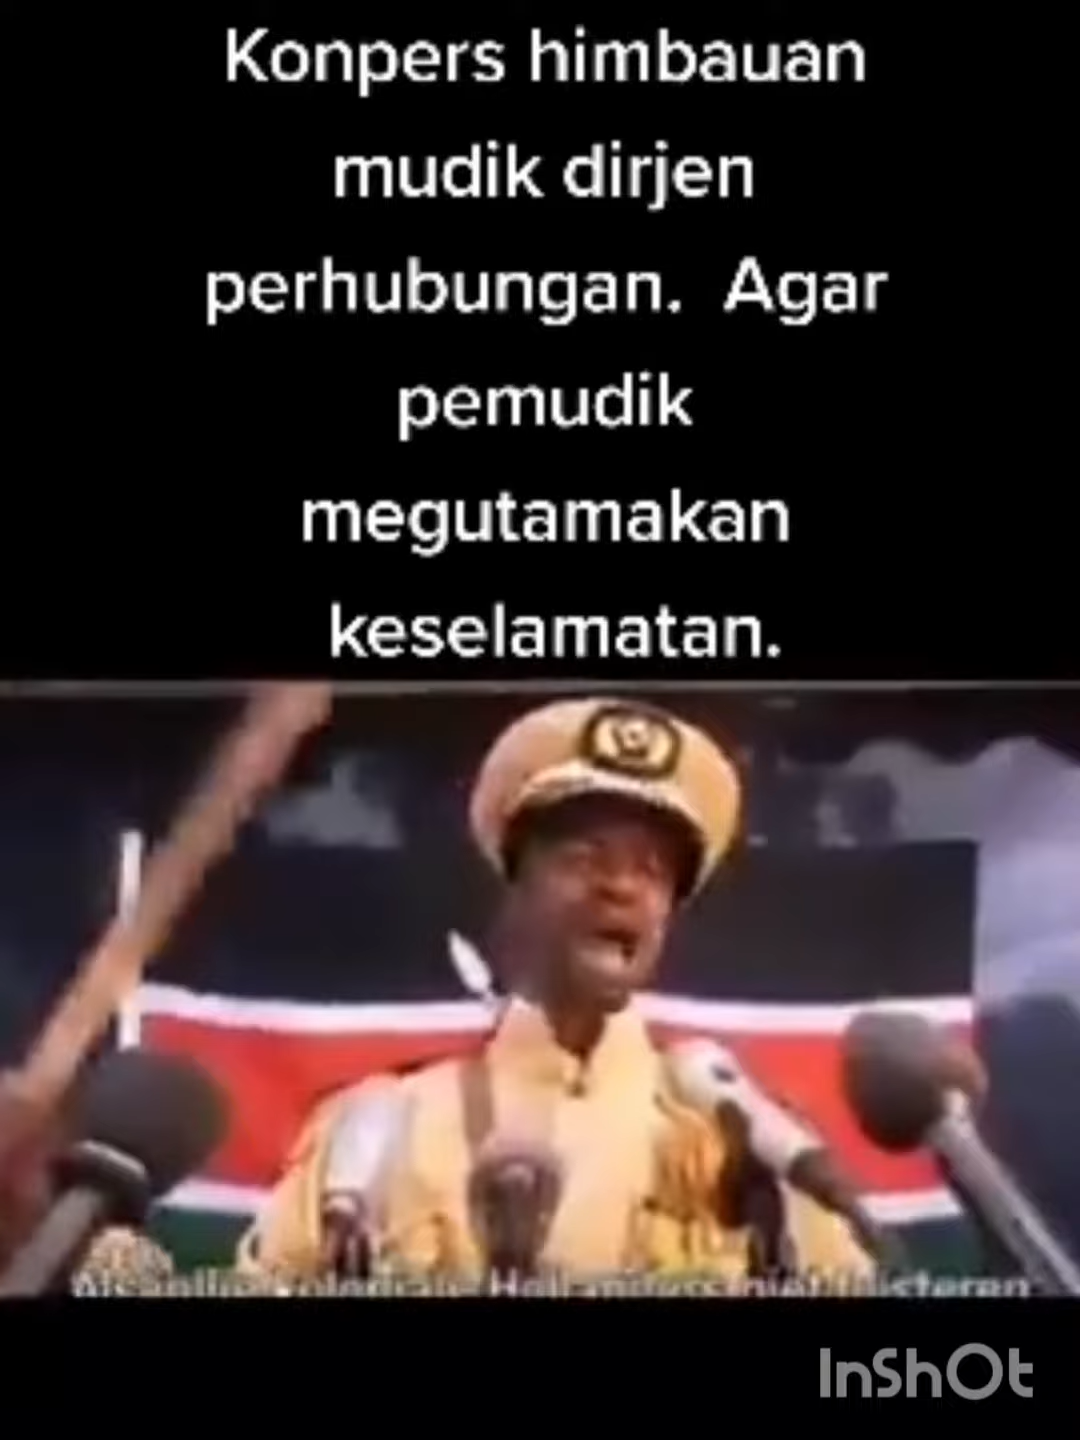 Konpers himbauan
mudik dirjen
perhubungan. Agar
pemudik
megutamakan
keselamatan.
InShOt